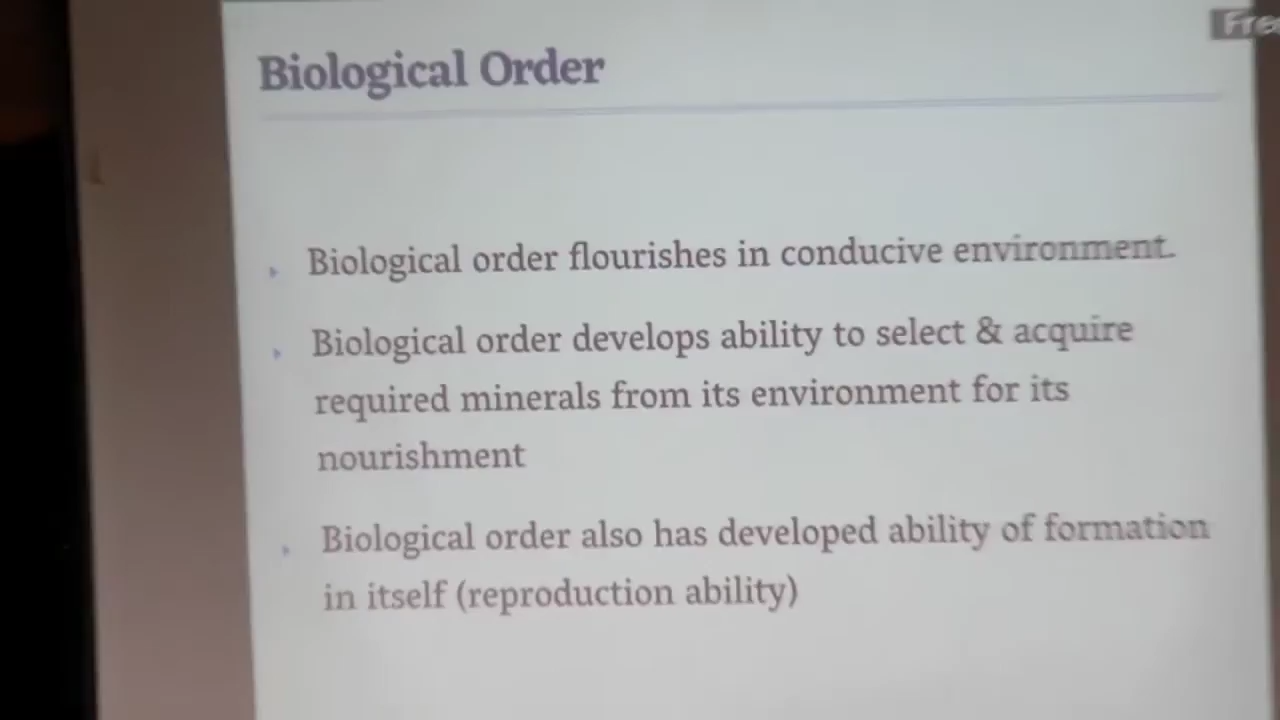 Fre
Biological Order
Biological order flourishes in conducive environment.
Biological order develops ability to select & acquire
required minerals from its environment for its
nourishment
Biological order also has developed ability of formation
in itself (reproduction ability)